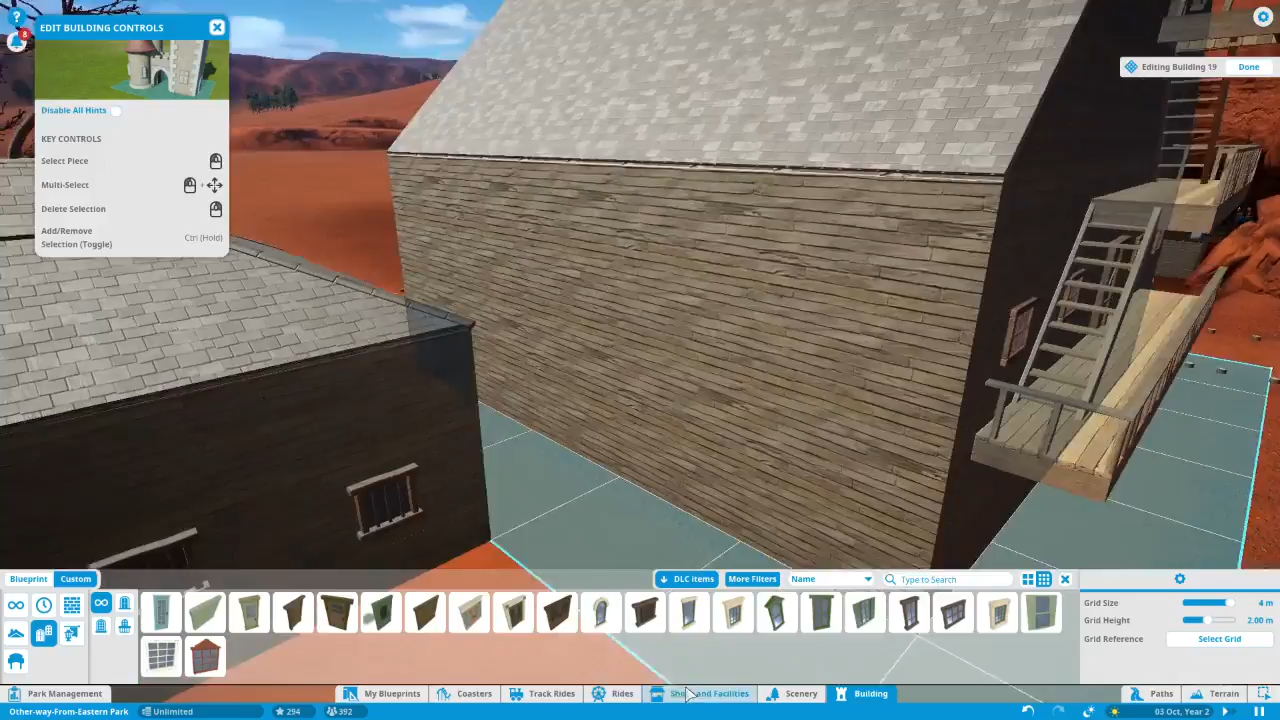 ?
8
EDIT BUILDING CONTROLS
Disable All Hints
KEY CONTROLS
Select Piece
Multi-Select
+
Delete Selection
Add/Remove
Selection (Toggle)
Ctrl (Hold)
Editing Building 19
Done
Blueprint
Custom
DLC items
More Filters
Name
Type to Search
Grid Size
4 m
Grid Height
2.00 m
Grid Reference
Select Grid
Park Management
My Blueprints
Coasters
Track Rides
Rides
Shops and Facilities
Scenery
Building
Paths
Terrain
Other-way-From-Eastern Park
Unlimited
294
392
03 Oct, Year 2